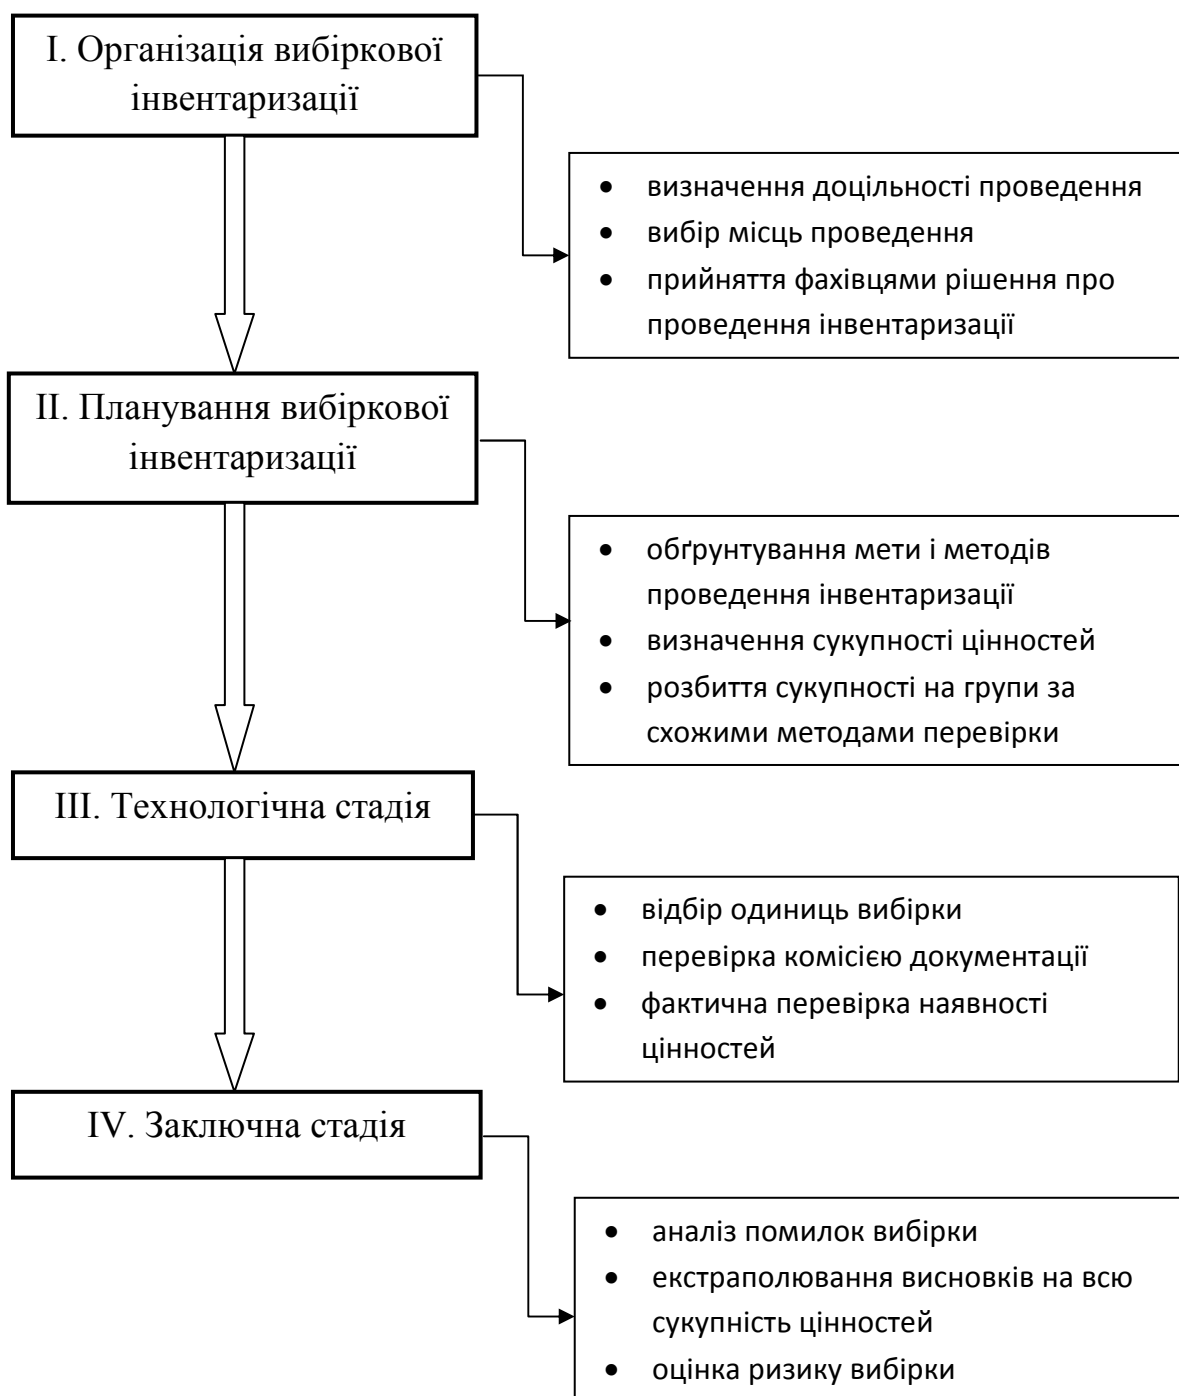 І. Організація вибіркової
інвентаризації
• визначення доцільності проведення
• вибір місць проведення
• прийняття фахівцями рішення про
проведення інвентаризації
ІІ. Планування вибіркової
інвентаризації
• обґрунтування мети і методів
проведення інвентаризації
• визначення сукупності цінностей
• розбиття сукупності на групи за
схожими методами перевірки
ІІІ. Технологічна стадія
• відбір одиниць вибірки
• перевірка комісією документації
• фактична перевірка наявності
цінностей
IV. Заключна стадія
• аналіз помилок вибірки
• екстраполювання висновків на всю
сукупність цінностей
• оцінка ризику вибірки